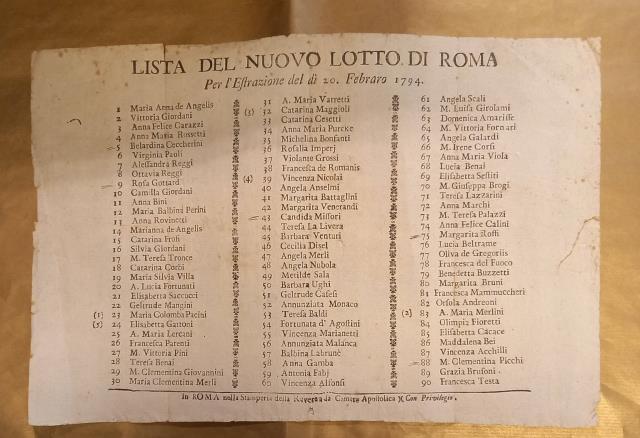 LISTA DEL NUOVO LOTTO DI ROMA
Per l'Estrazione del dì 20. Febraro 1794.
1 Maria Anna de Angelis
2 Vittoria Giordani
3 Anna Felice Carazzi
4 Anna Maria Rossetti
5 Belardina Ceccherini
6 Virginia Paoli
7 Alessandra Reggi
8 Ottavia Reggi
9 Rosa Gottard
10 Camilla Giordani
11 Anna Bini
12 Maria Balbini Perini
13 Anna Rovinetti
14 Marianna de Angelis
15 Catarina Frosi
16 Silvia Giordani
17 M. Teresa Tronce
18 Catarina Corbi
19 Maria Silvia Villa
20 A. Lucia Fortunati
21 Elisabetta Saccucci
22 Geltrude Mangini
(1) 23 Maria Colomba Pacini
(5) 24 Elisabetta Gattoni
25 A. Maria Lercani
26 Francesca Parenti
27 M. Vittoria Pini
28 Teresa Benai
29 M. Clementina Giovannini
30 Maria Clementina Merli
31 A. Maria Varretti
(3) 32 Catarina Maggioli
33 Catarina Cesetti
34 Anna Maria Purcke
35 Michelina Bonfanti
36 Rosalia Imperj
37 Violante Grossi
38 Francesca de Romanis
(4) 39 Vincenza Nicolai
40 Angela Anselmi
41 Margarita Battaglini
42 Margarita Venerandi
43 Candida Missori
44 Teresa La Livera
45 Barbara Venturi
46 Cecilia Disel
47 Angela Merli
48 Angela Nubola
49 Metilde Sala
50 Barbara Ughi
51 Geltrude Casesi
52 Annunziata Monaco
53 Teresa Baldi
54 Fortunata d' Agostini
55 Vincenza Marianetti
56 Annunziata Malanca
57 Balbina Labrunè
58 Anna Gamba
59 Antonia Fabj
60 Vincenza Alfonsi
61 Angela Scali
62 M. Luisa Girolami
63 Domenica Amarisse
64 M. Vittoria Fornari
65 Angela Galardi
66 M. Irene Corsi
67 Anna Maria Viola
68 Lucia Benai
69 Elisabetta Sestiti
70 M. Giuseppa Brogi
71 Teresa Lazzarini
72 Anna Marchi
73 M. Teresa Palazzi
74 Anna Felice Calini
75 Margarita Rossi
76 Lucia Beltrame
77 Oliva de Gregoriis
78 Francesca del Fuoco
79 Benedetta Buzzetti
80 Margarita Bruni
81 Francesca Mammuccheri
82 Orsola Andreoni
(2) 83 A. Maria Merlini
84 Olimpia Fioretti
85 Elisabetta Cacace
86 Maddalena Bei
87 Vincenza Acchilli
88 M. Clementina Picchi
89 Grazia Brusoni
90 Francesca Testa
In ROMA nella Stamperia della Reverenda Camera Apostolica X Con Privilegio.